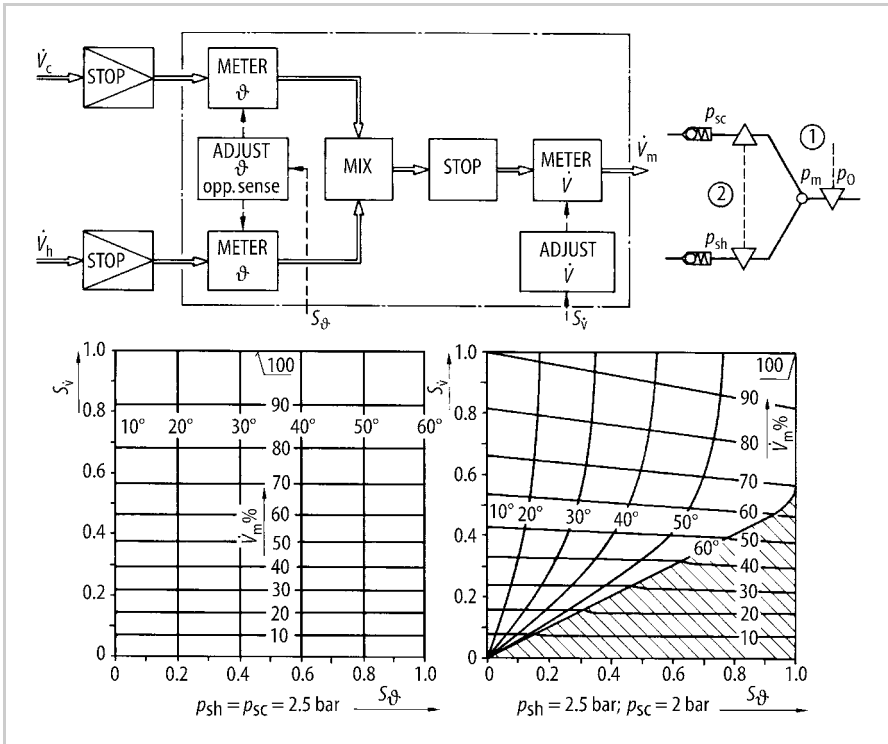 V̇c
STOP
METER ϑ
ADJUST ϑ opp. sense
V̇h
STOP
METER ϑ
MIX
STOP
METER V̇
V̇m
ADJUST V̇
Sϑ
SV̇
psc
1
pm
p0
2
psh
SV̇
1.0
0.8
0.6
0.4
0.2
0
100
90
10° 20° 30° 40° 50° 60°
80
70
60
50
40
30
20
10
V̇m%
0 0.2 0.4 0.6 0.8 1.0
psh = psc = 2.5 bar
Sϑ
SV̇
1.0
0.8
0.6
0.4
0.2
0
100
90
80
70
60
50
40
30
20
10
V̇m%
10° 20° 30° 40° 50°
60°
0 0.2 0.4 0.6 0.8 1.0
psh = 2.5 bar; psc = 2 bar
Sϑ